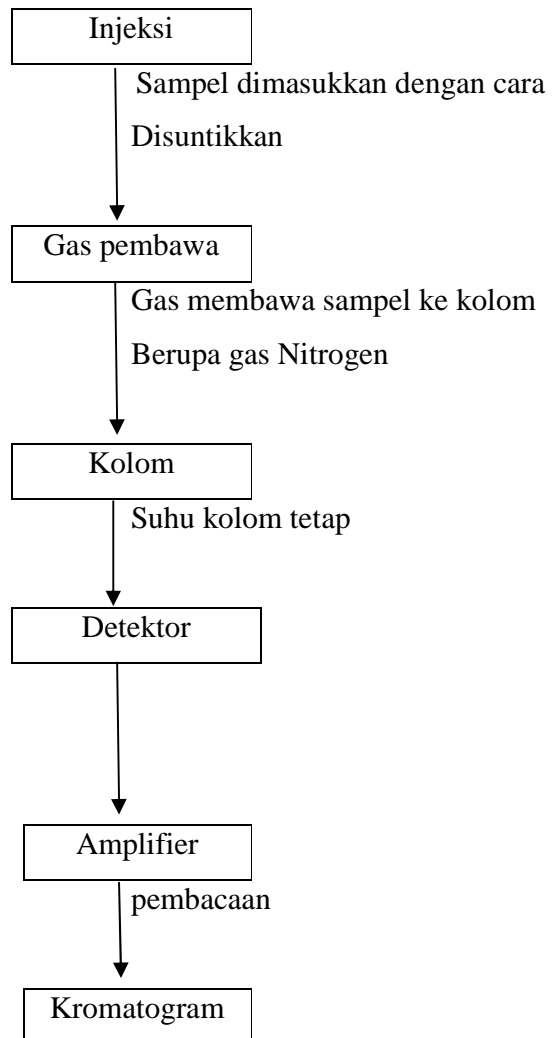 Injeksi
Sampel dimasukkan dengan cara
Disuntikkan
Gas pembawa
Gas membawa sampel ke kolom
Berupa gas Nitrogen
Kolom
Suhu kolom tetap
Detektor
Amplifier
pembacaan
Kromatogram